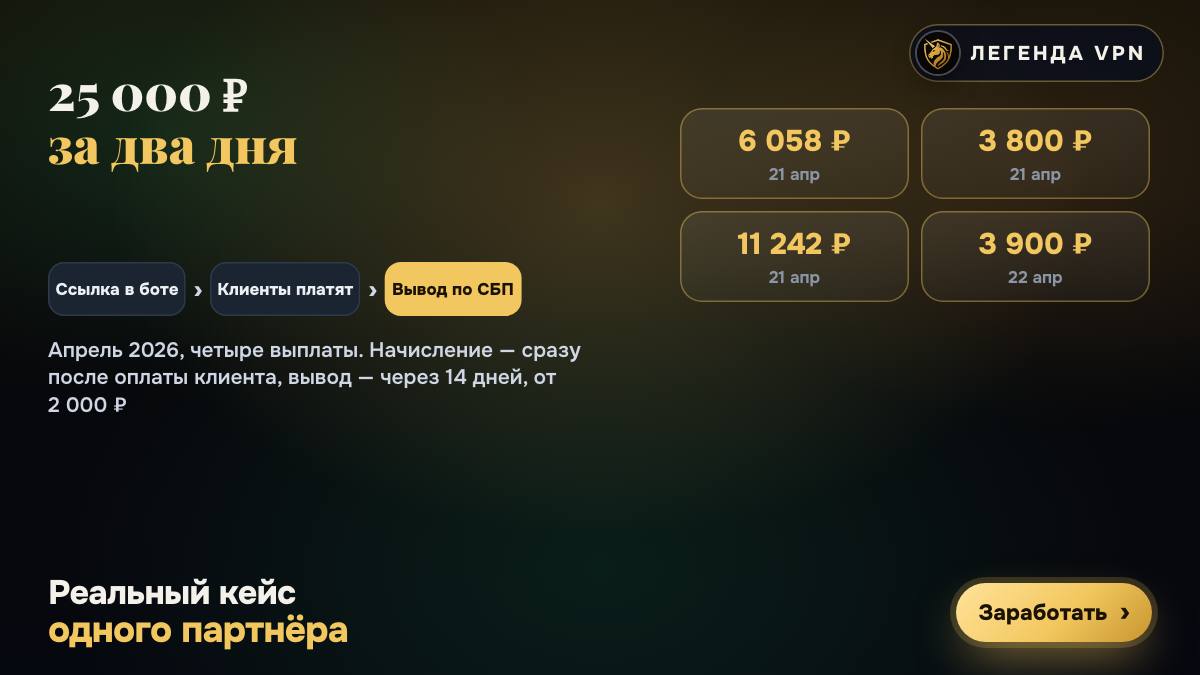 ЛЕГЕНДА VPN
25 000 ₽
за два дня
6 058 ₽
21 апр
3 800 ₽
21 апр
11 242 ₽
21 апр
3 900 ₽
22 апр
Ссылка в боте › Клиенты платят › Вывод по СБП
Апрель 2026, четыре выплаты. Начисление — сразу
после оплаты клиента, вывод — через 14 дней, от
2 000 ₽
Реальный кейс
одного партнёра
Заработать ›